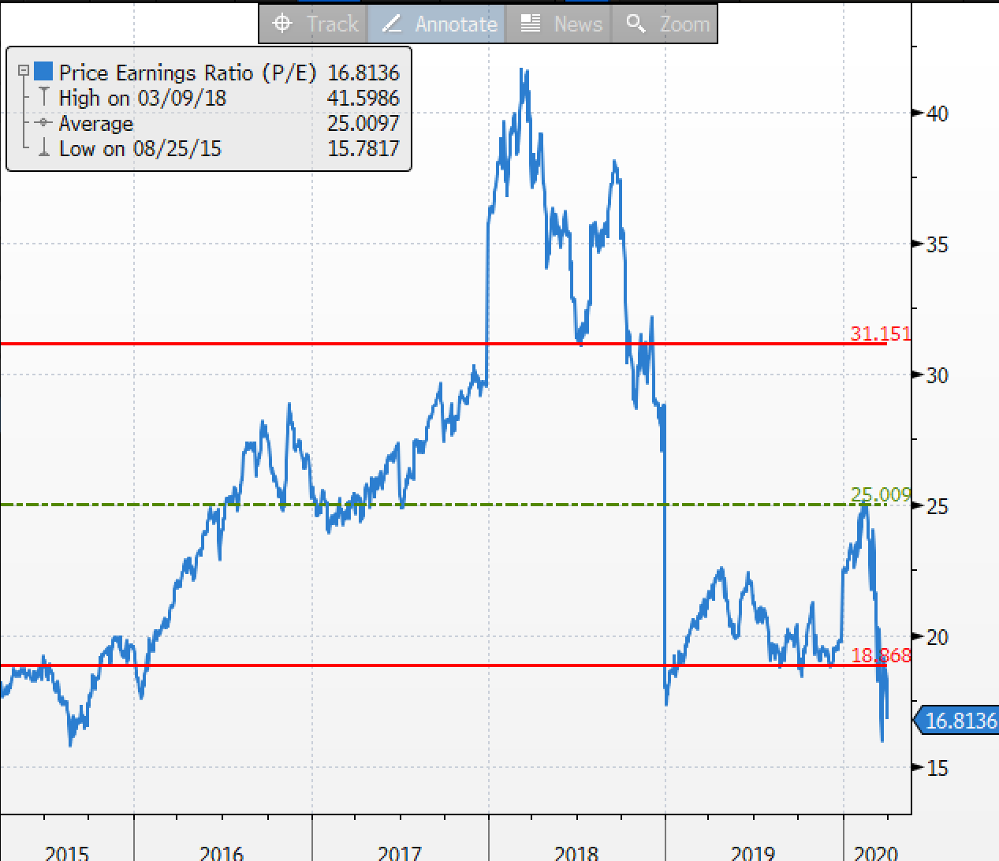 Track Annotate News Zoom
Price Earnings Ratio (P/E) 16.8136
High on 03/09/18 41.5986
Average 25.0097
Low on 08/25/15 15.7817
40
35
31.151
30
25.009
25
20
18.868
16.8136
15
2015 2016 2017 2018 2019 2020